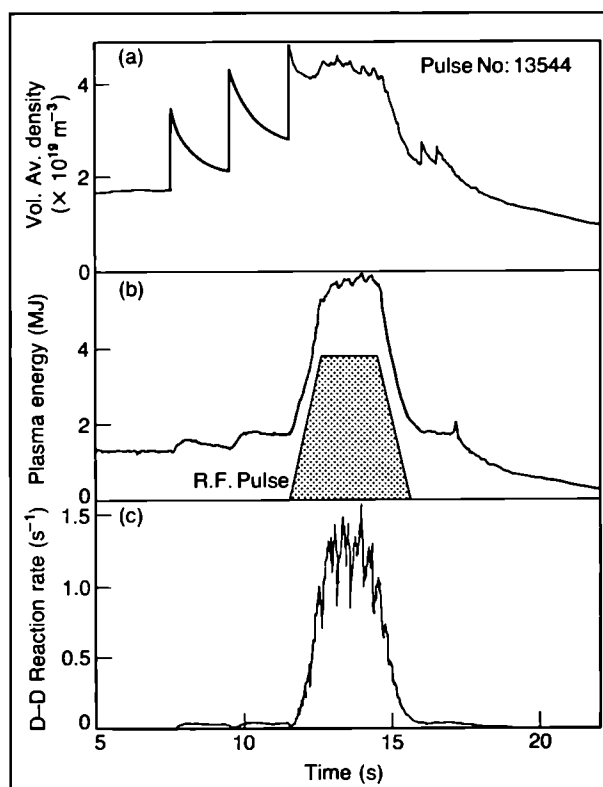 (a)
Pulse No: 13544
Vol. Av. density
(× 10¹⁹ m⁻³)
4
2
0
(b)
Plasma energy (MJ)
4
2
0
R.F. Pulse
(c)
D–D Reaction rate (s⁻¹)
1.5
1.0
0.5
0
5 10 15 20
Time (s)